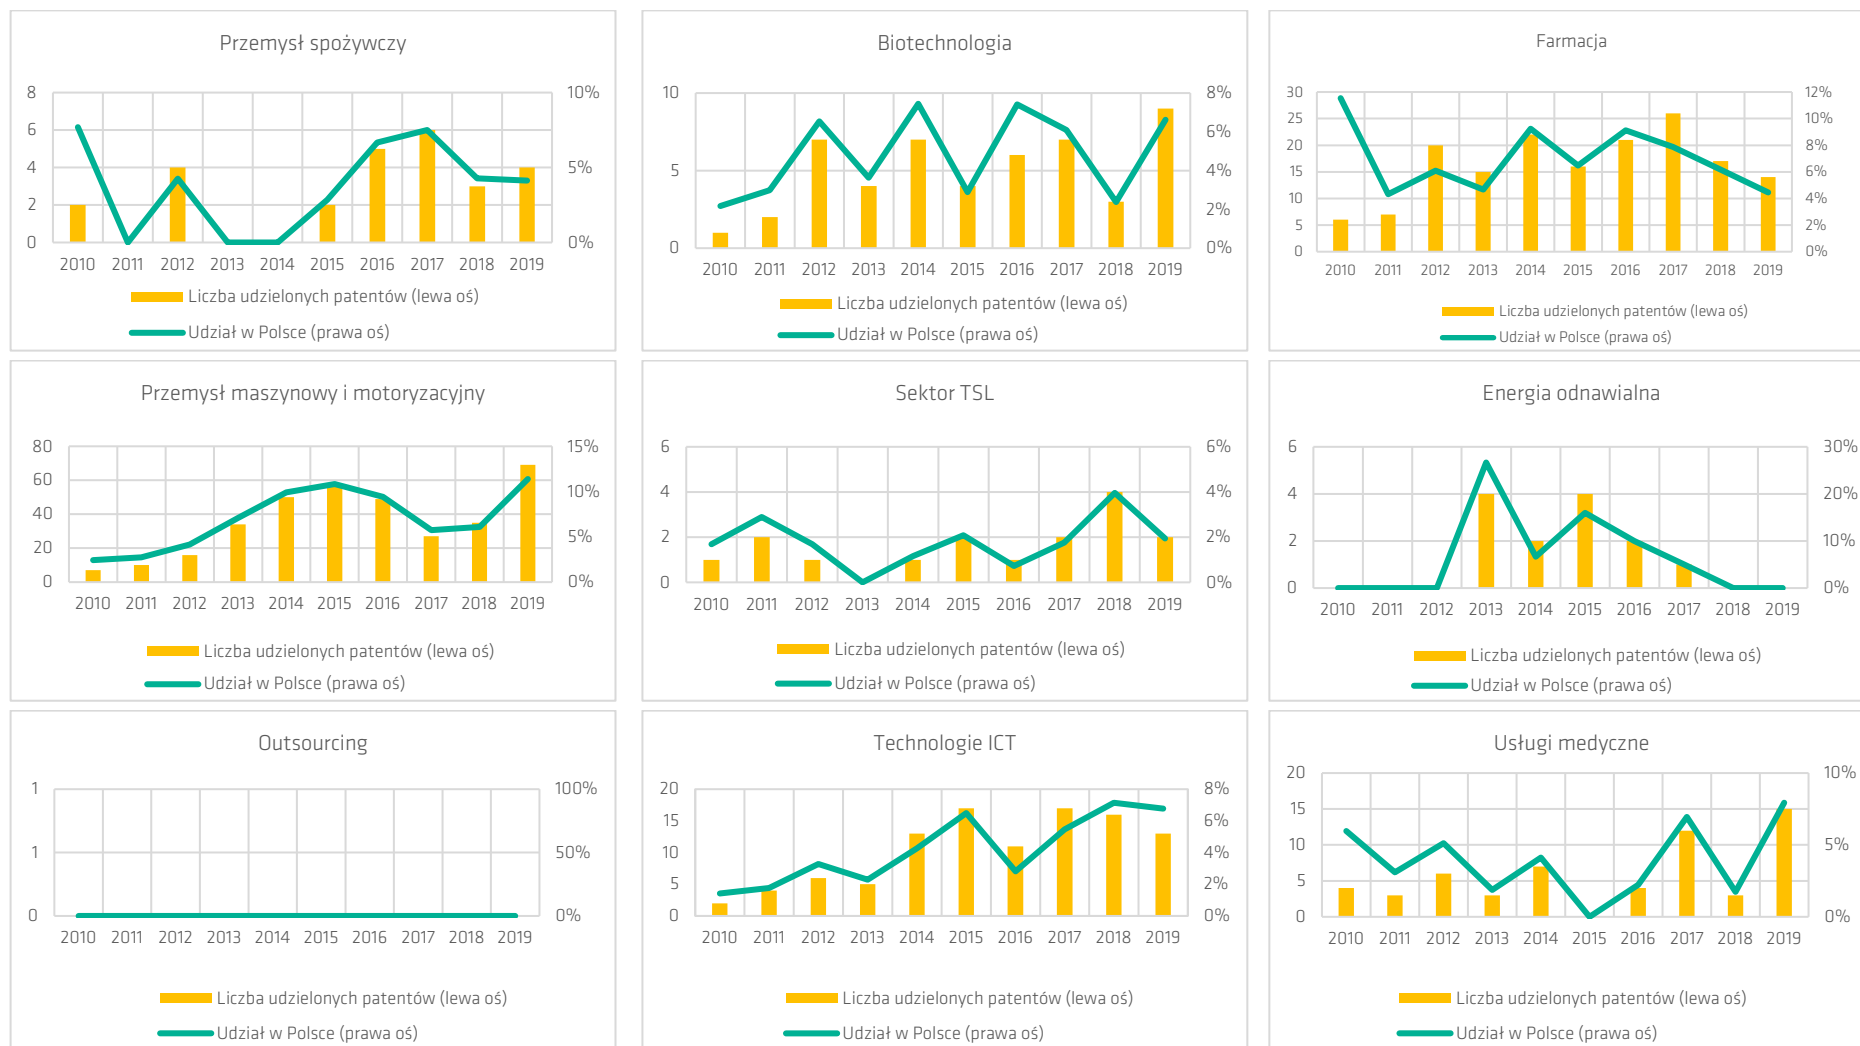 Przemysł spożywczy
8 10%
6
4 5%
2
0 0%
2010 2011 2012 2013 2014 2015 2016 2017 2018 2019
Liczba udzielonych patentów (lewa oś)
Udział w Polsce (prawa oś)
Biotechnologia
10 8%
6%
5 4%
2%
0 0%
2010 2011 2012 2013 2014 2015 2016 2017 2018 2019
Liczba udzielonych patentów (lewa oś)
Udział w Polsce (prawa oś)
Farmacja
30 12%
25 10%
20 8%
15 6%
10 4%
5 2%
0 0%
2010 2011 2012 2013 2014 2015 2016 2017 2018 2019
Liczba udzielonych patentów (lewa oś)
Udział w Polsce (prawa oś)
Przemysł maszynowy i motoryzacyjny
80 15%
60 10%
40 5%
20
0 0%
2010 2011 2012 2013 2014 2015 2016 2017 2018 2019
Liczba udzielonych patentów (lewa oś)
Udział w Polsce (prawa oś)
Sektor TSL
6 6%
4 4%
2 2%
0 0%
2010 2011 2012 2013 2014 2015 2016 2017 2018 2019
Liczba udzielonych patentów (lewa oś)
Udział w Polsce (prawa oś)
Energia odnawialna
6 30%
4 20%
2 10%
0 0%
2010 2011 2012 2013 2014 2015 2016 2017 2018 2019
Liczba udzielonych patentów (lewa oś)
Udział w Polsce (prawa oś)
Outsourcing
1 100%
1 50%
0 0%
2010 2011 2012 2013 2014 2015 2016 2017 2018 2019
Liczba udzielonych patentów (lewa oś)
Udział w Polsce (prawa oś)
Technologie ICT
20 8%
15 6%
10 4%
5 2%
0 0%
2010 2011 2012 2013 2014 2015 2016 2017 2018 2019
Liczba udzielonych patentów (lewa oś)
Udział w Polsce (prawa oś)
Usługi medyczne
20 10%
15
10 5%
5
0 0%
2010 2011 2012 2013 2014 2015 2016 2017 2018 2019
Liczba udzielonych patentów (lewa oś)
Udział w Polsce (prawa oś)